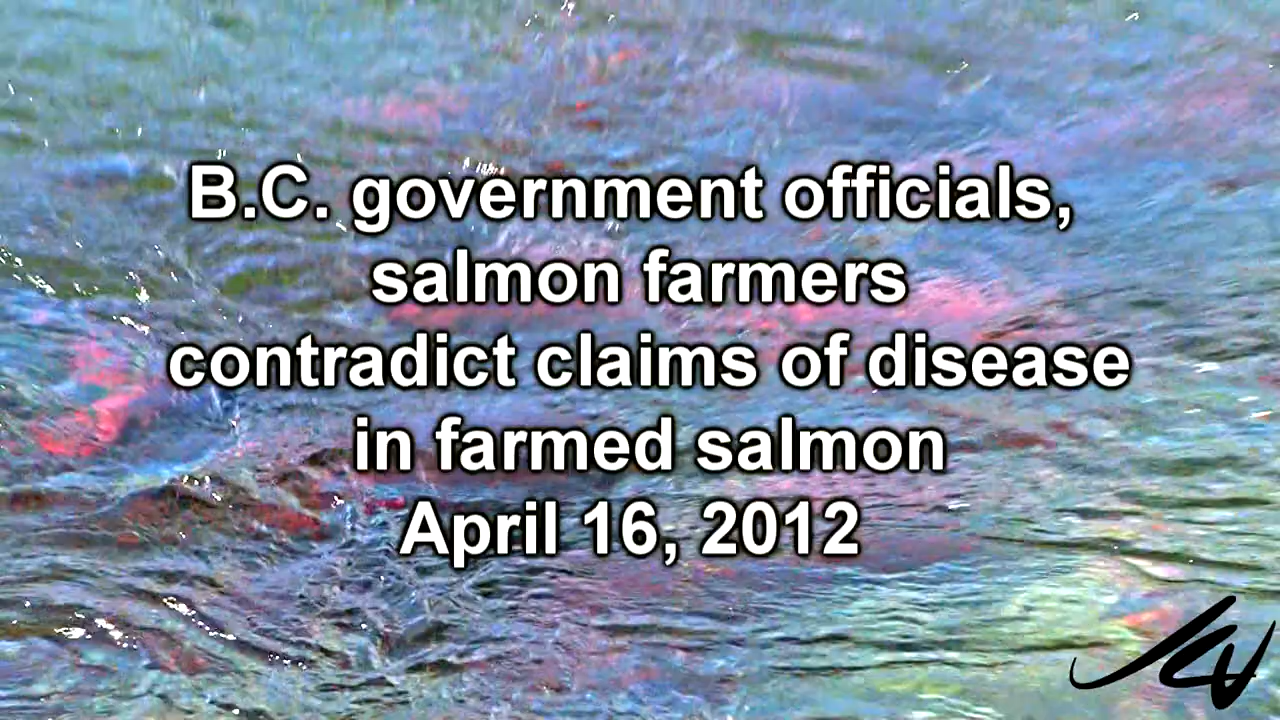 B.C. government officials,
salmon farmers
contradict claims of disease
in farmed salmon
April 16, 2012